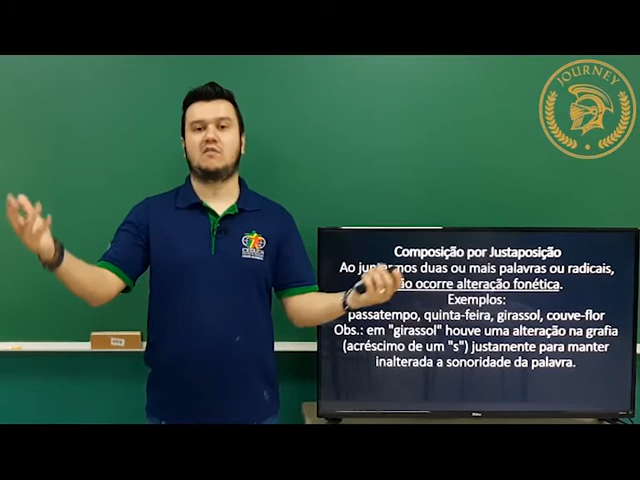 JOURNEY
Composição por Justaposição
Ao juntarmos duas ou mais palavras ou radicais,
não ocorre alteração fonética.
Exemplos:
passatempo, quinta-feira, girassol, couve-flor
Obs.: em "girassol" houve uma alteração na grafia
(acréscimo de um "s") justamente para manter
inalterada a sonoridade da palavra.